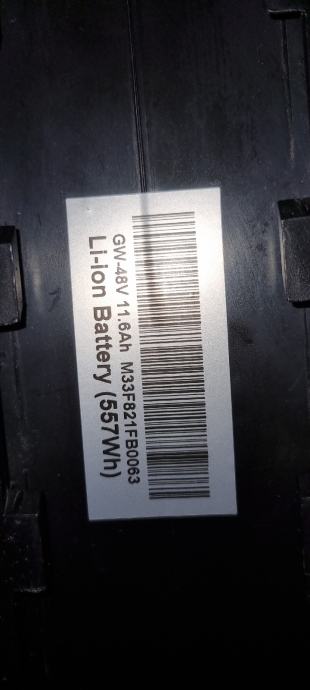 GW-48V 11.6Ah M33F821FB0063
Li-ion Battery (557Wh)